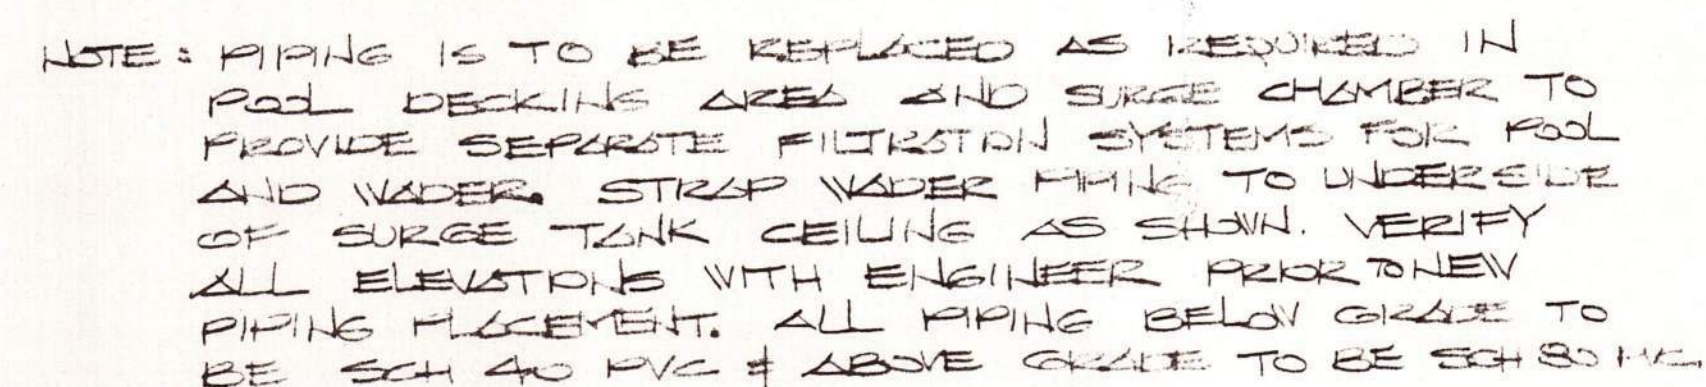 NOTE: PIPING IS TO BE REPLACED AS REQUIRED IN
POOL DECKING AREA AND SURGE CHAMBER TO
PROVIDE SEPARATE FILTRATION SYSTEMS FOR POOL
AND WADER. STRAP WADER PIPING TO UNDERSIDE
OF SURGE TANK CEILING AS SHOWN. VERIFY
ALL ELEVATIONS WITH ENGINEER PRIOR TO NEW
PIPING PLACEMENT. ALL PIPING BELOW GRADE TO
BE SCH 40 PVC & ABOVE GRADE TO BE SCH 80 PVC.